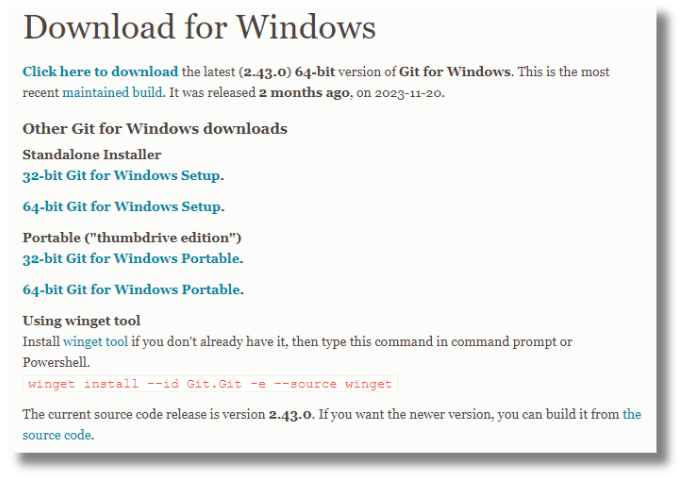 Download for Windows
Click here to download the latest (2.43.0) 64-bit version of Git for Windows. This is the most
recent maintained build. It was released 2 months ago, on 2023-11-20.
Other Git for Windows downloads
Standalone Installer
32-bit Git for Windows Setup.
64-bit Git for Windows Setup.
Portable ("thumbdrive edition")
32-bit Git for Windows Portable.
64-bit Git for Windows Portable.
Using winget tool
Install winget tool if you don't already have it, then type this command in command prompt or
Powershell.
winget install --id Git.Git -e --source winget
The current source code release is version 2.43.0. If you want the newer version, you can build it from the
source code.